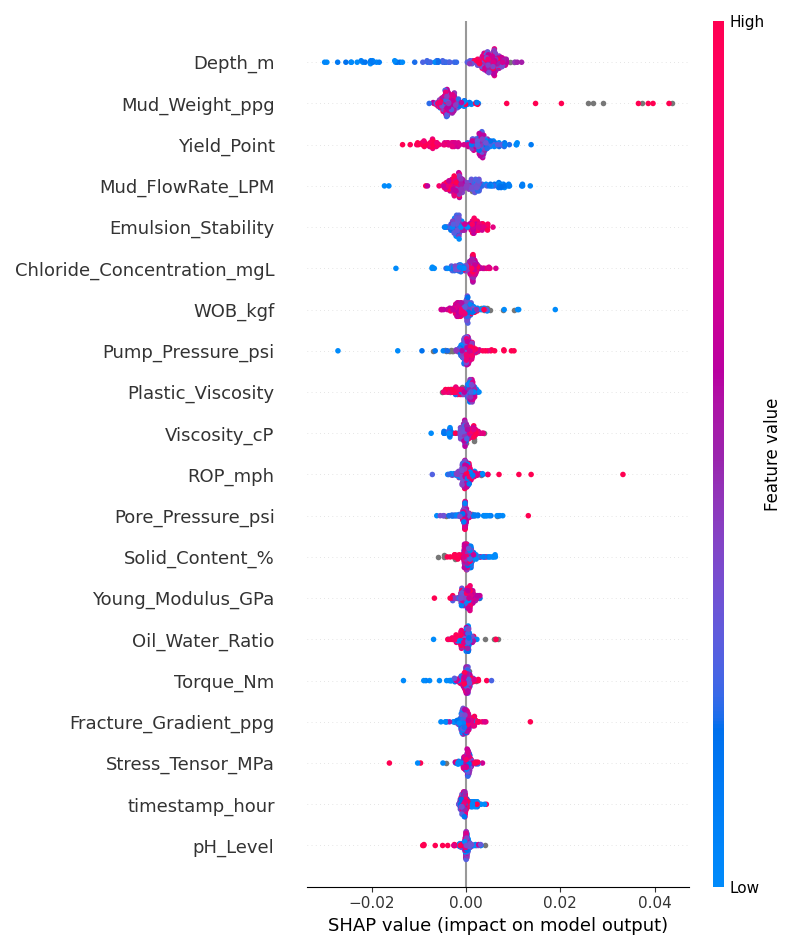 High
Depth_m
Mud_Weight_ppg
Yield_Point
Mud_FlowRate_LPM
Emulsion_Stability
Chloride_Concentration_mgL
WOB_kgf
Pump_Pressure_psi
Plastic_Viscosity
Viscosity_cP
ROP_mph
Pore_Pressure_psi
Solid_Content_%
Young_Modulus_GPa
Oil_Water_Ratio
Torque_Nm
Fracture_Gradient_ppg
Stress_Tensor_MPa
timestamp_hour
pH_Level
Feature value
Low
−0.02 0.00 0.02 0.04
SHAP value (impact on model output)